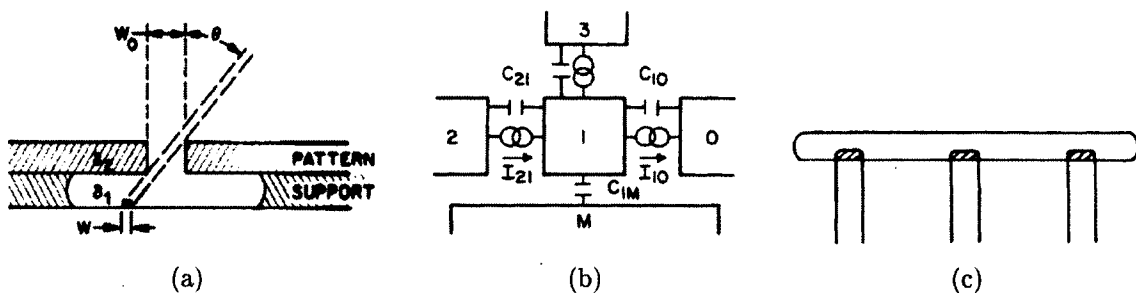 W₀ θ
PATTERN
δ₁ SUPPORT
W
(a)
3
C₂₁ C₁₀
2 1 0
I₂₁ I₁₀
C₁M
M
(b)
(c)